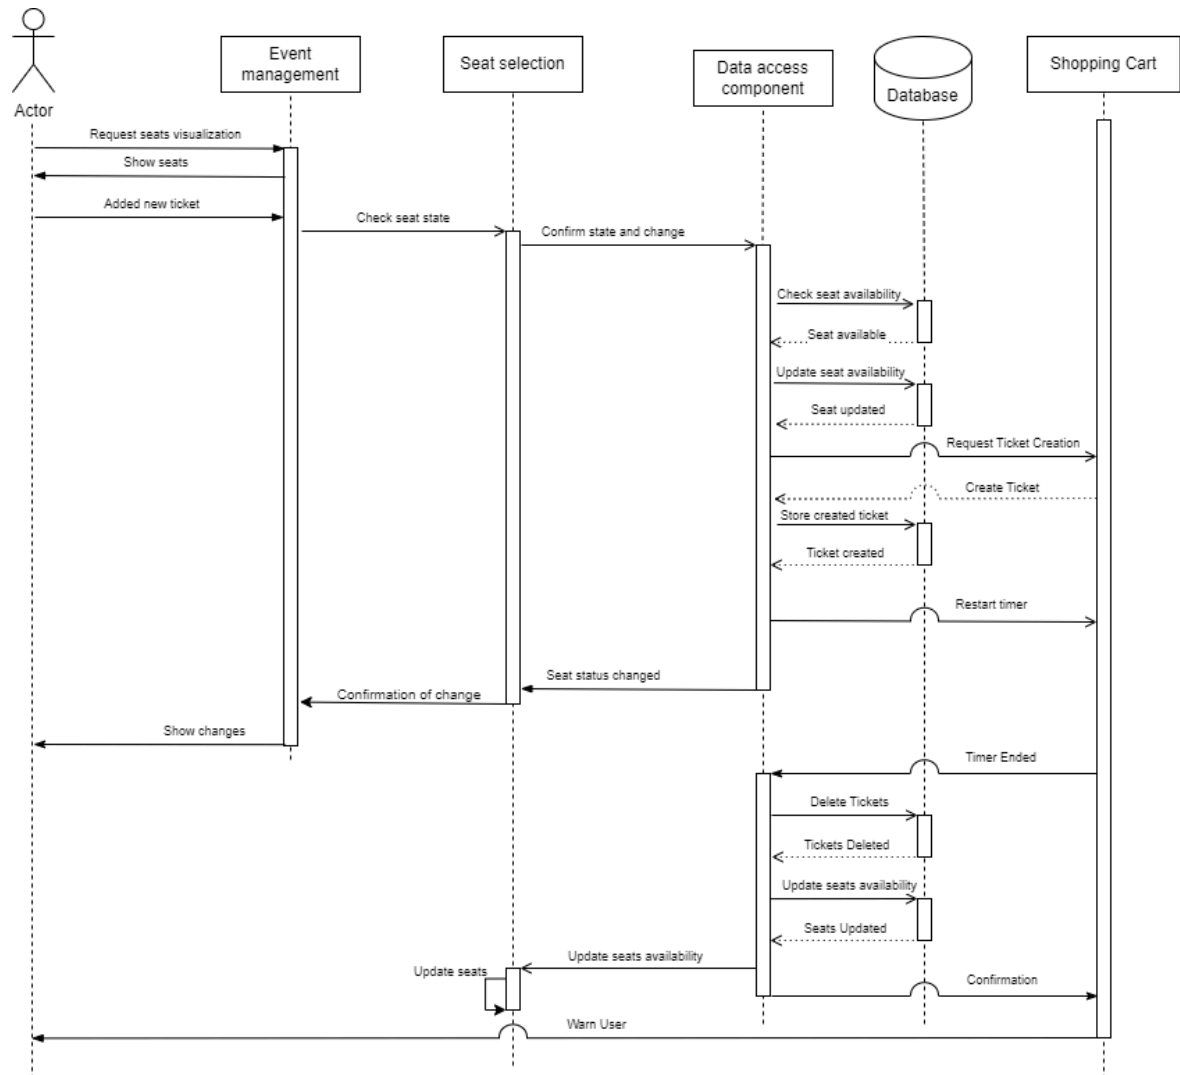 Actor
Event
management
Seat selection
Data access
component
Database
Shopping Cart
Request seats visualization
Show seats
Added new ticket
Check seat state
Confirm state and change
Check seat availability
Seat available
Update seat availability
Seat updated
Request Ticket Creation
Create Ticket
Store created ticket
Ticket created
Restart timer
Seat status changed
Confirmation of change
Show changes
Timer Ended
Delete Tickets
Tickets Deleted
Update seats availability
Seats Updated
Update seats availability
Update seats
Confirmation
Warn User